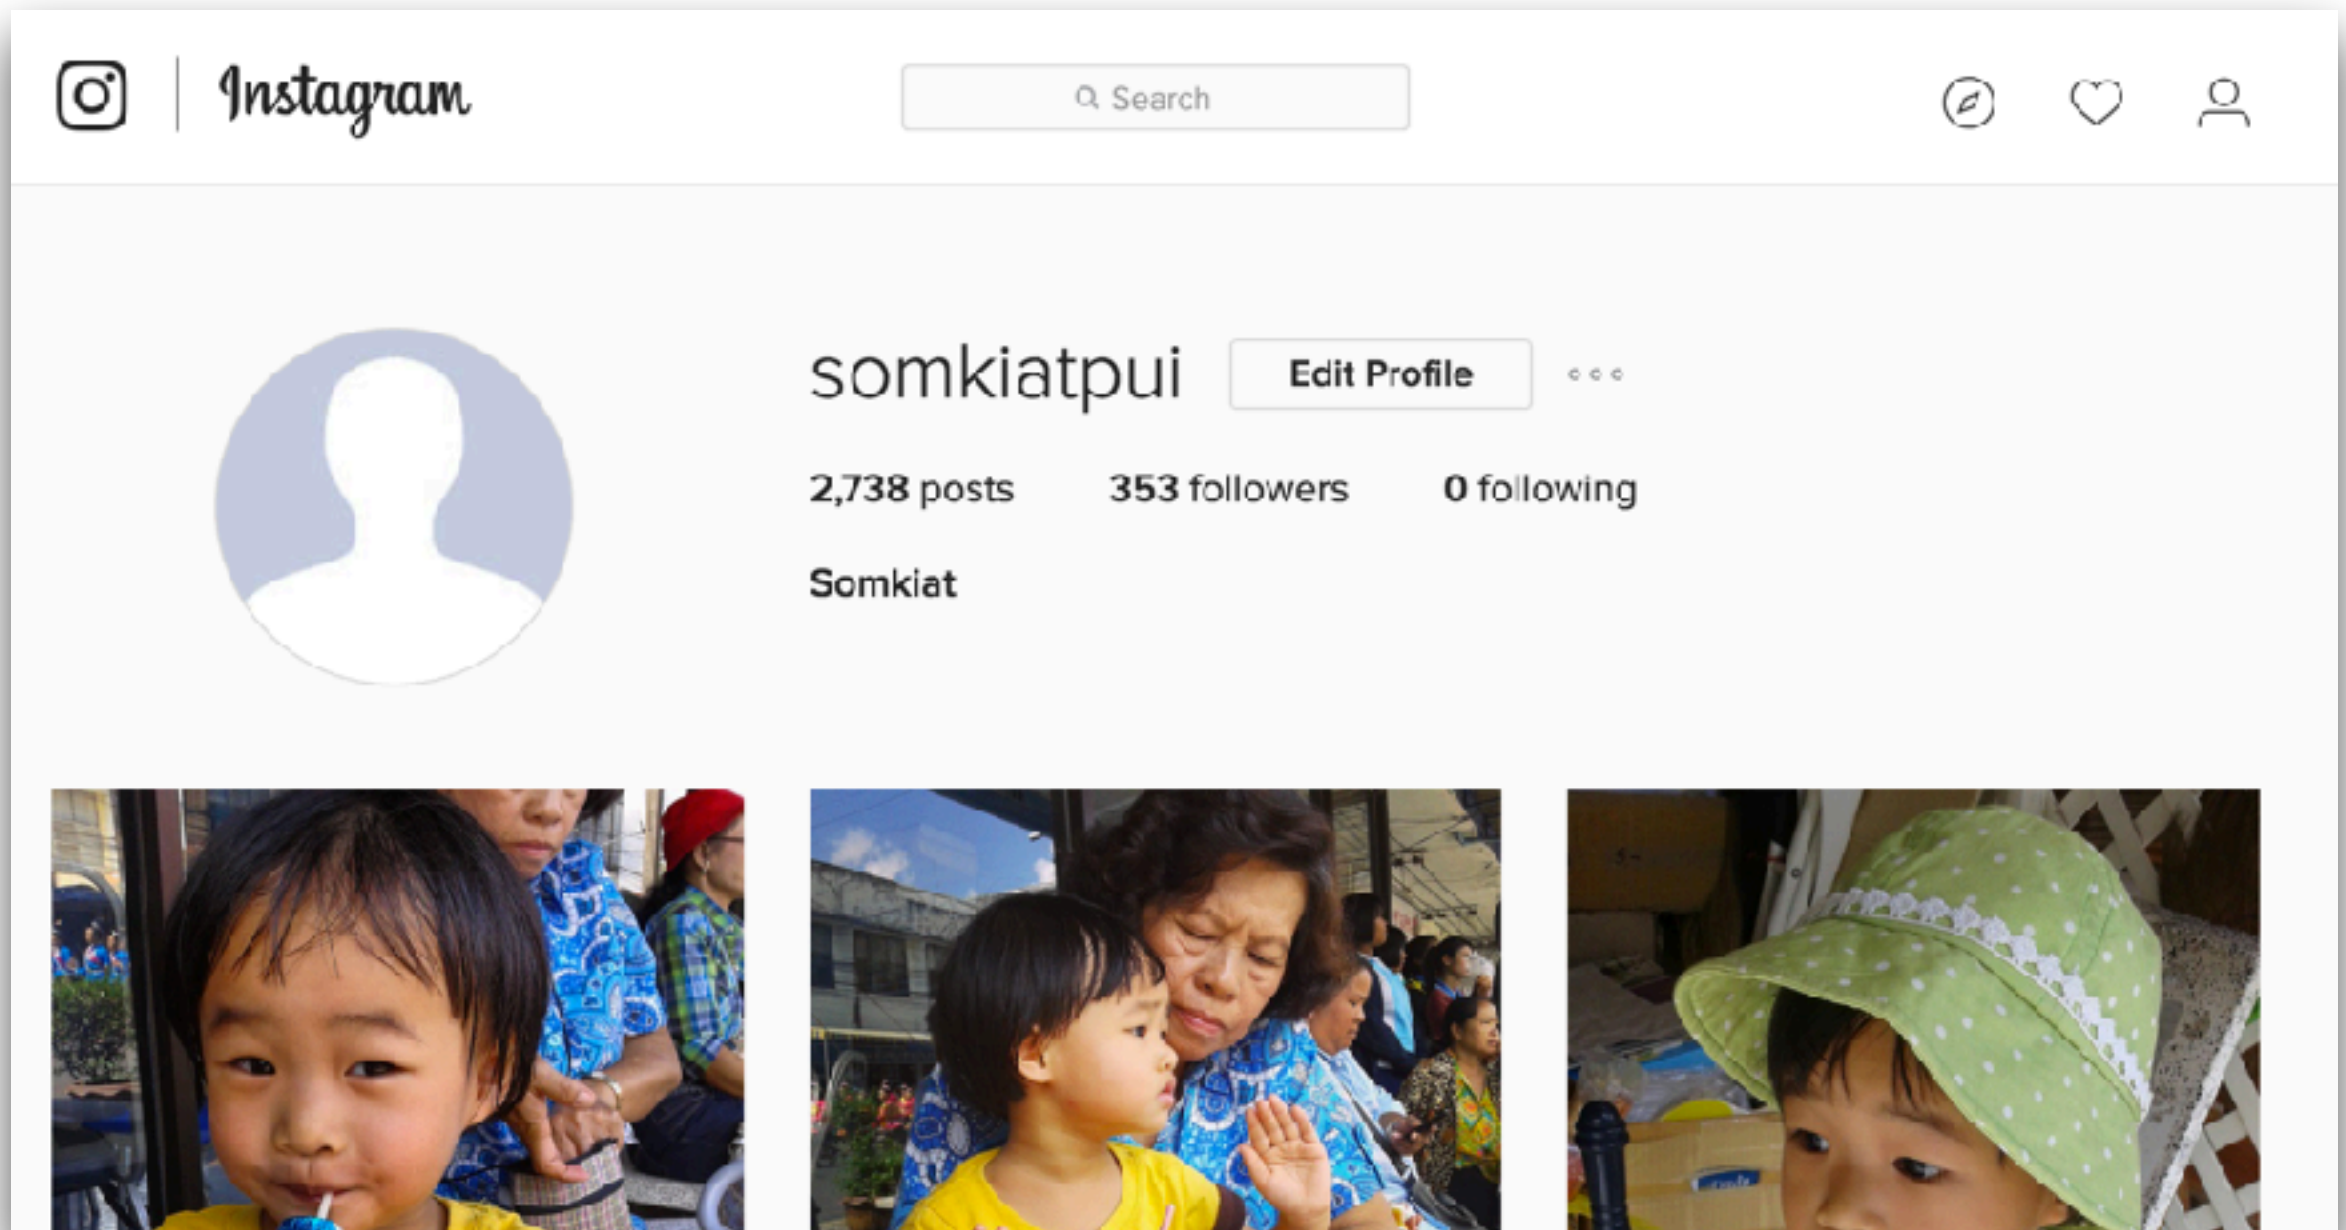 Instagram
Search
somkiatpui
Edit Profile
2,738 posts 353 followers 0 following
Somkiat